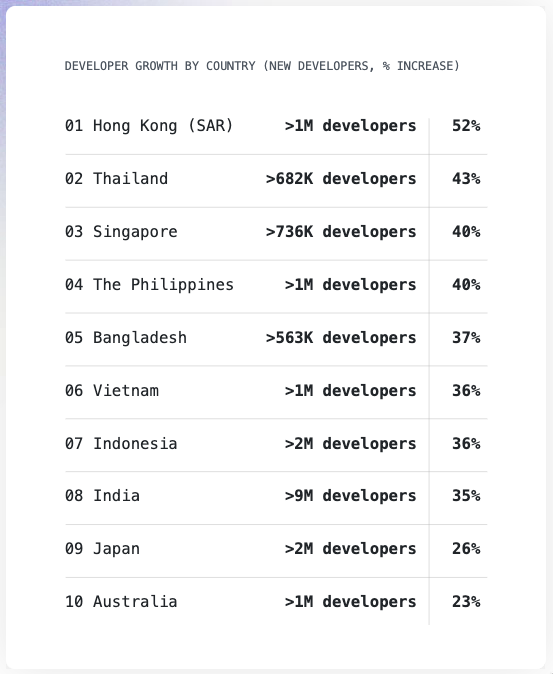 DEVELOPER GROWTH BY COUNTRY (NEW DEVELOPERS, % INCREASE)
01 Hong Kong (SAR) >1M developers 52%
02 Thailand >682K developers 43%
03 Singapore >736K developers 40%
04 The Philippines >1M developers 40%
05 Bangladesh >563K developers 37%
06 Vietnam >1M developers 36%
07 Indonesia >2M developers 36%
08 India >9M developers 35%
09 Japan >2M developers 26%
10 Australia >1M developers 23%